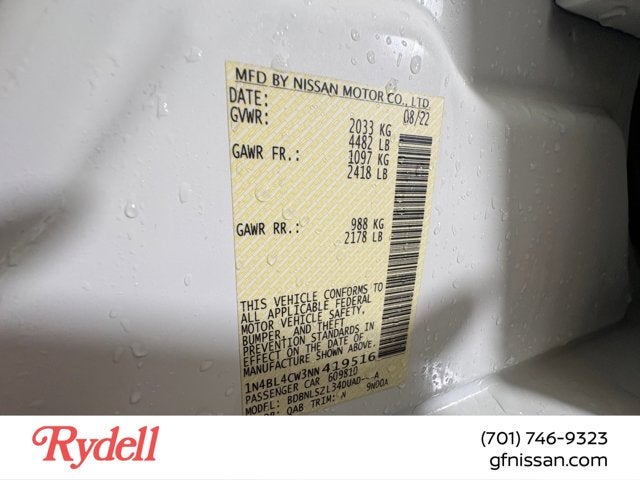 MFD BY NISSAN MOTOR CO., LTD
DATE: 08/22
GVWR: 2033 KG
4482 LB
GAWR FR.: 1097 KG
2418 LB
GAWR RR.: 988 KG
2178 LB
THIS VEHICLE CONFORMS TO
ALL APPLICABLE FEDERAL
MOTOR VEHICLE SAFETY,
BUMPER, AND THEFT
PREVENTION STANDARDS IN
EFFECT ON THE DATE OF
MANUFACTURE SHOWN ABOVE.
1N4BL4CW3NN419516
PASSENGER CAR 609810
MODEL: BDBNLSZL34DUAD
QAB TRIM:
Rydell
(701) 746-9323
gfnissan.com